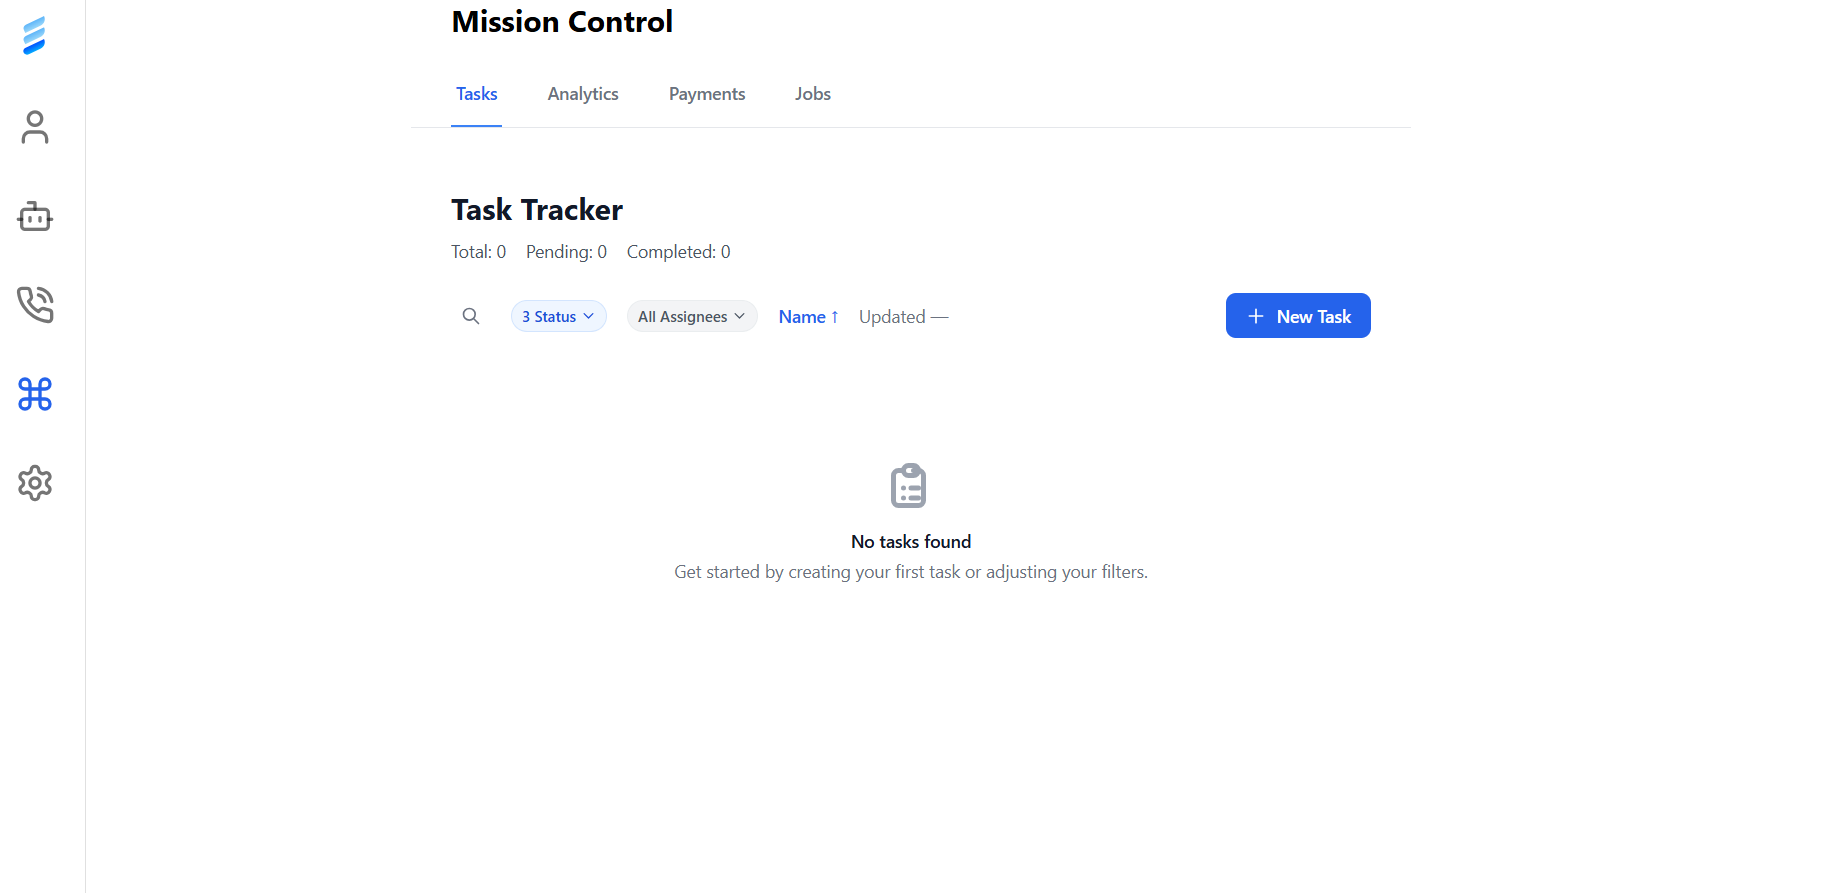 Mission Control
Tasks Analytics Payments Jobs
Task Tracker
Total: 0 Pending: 0 Completed: 0
3 Status All Assignees Name ↑ Updated — + New Task
No tasks found
Get started by creating your first task or adjusting your filters.